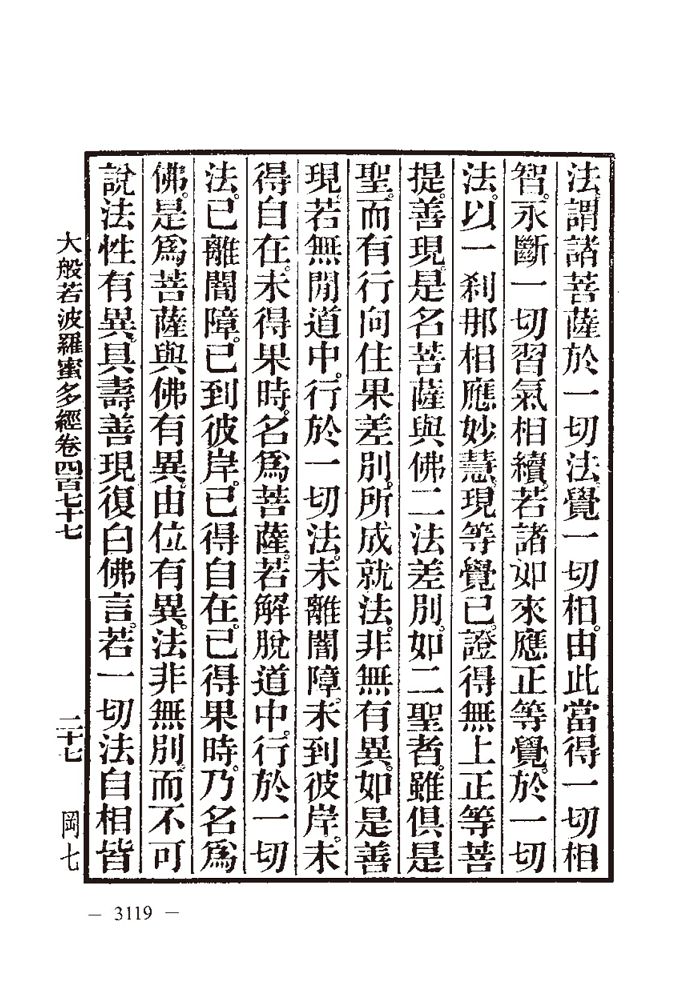 法。謂諸菩薩於一切法。覺一切相。由此當得一切相
智。永斷一切習氣相續。若諸如來應正等覺。於一切
法。以一刹那相應妙慧。現等覺已。證得無上正等菩
提。善現。是名菩薩與佛二法差別。如二聖者。雖俱是
聖。而有行向住果差別。所成就法。非無有異。如是善
現。若無閒道中。行於一切法。未離闇障。未到彼岸。未
得自在。未得果時。名爲菩薩。若解脫道中。行於一切
法。已離闇障。已到彼岸。已得自在。已得果時。乃名爲
佛。是爲菩薩與佛有異。由位有異。法非無別。而不可
說法性有異。具壽善現復白佛言。若一切法自相皆
大般若波羅蜜多經卷四百七十七 二十七 岡七
— 3119 —